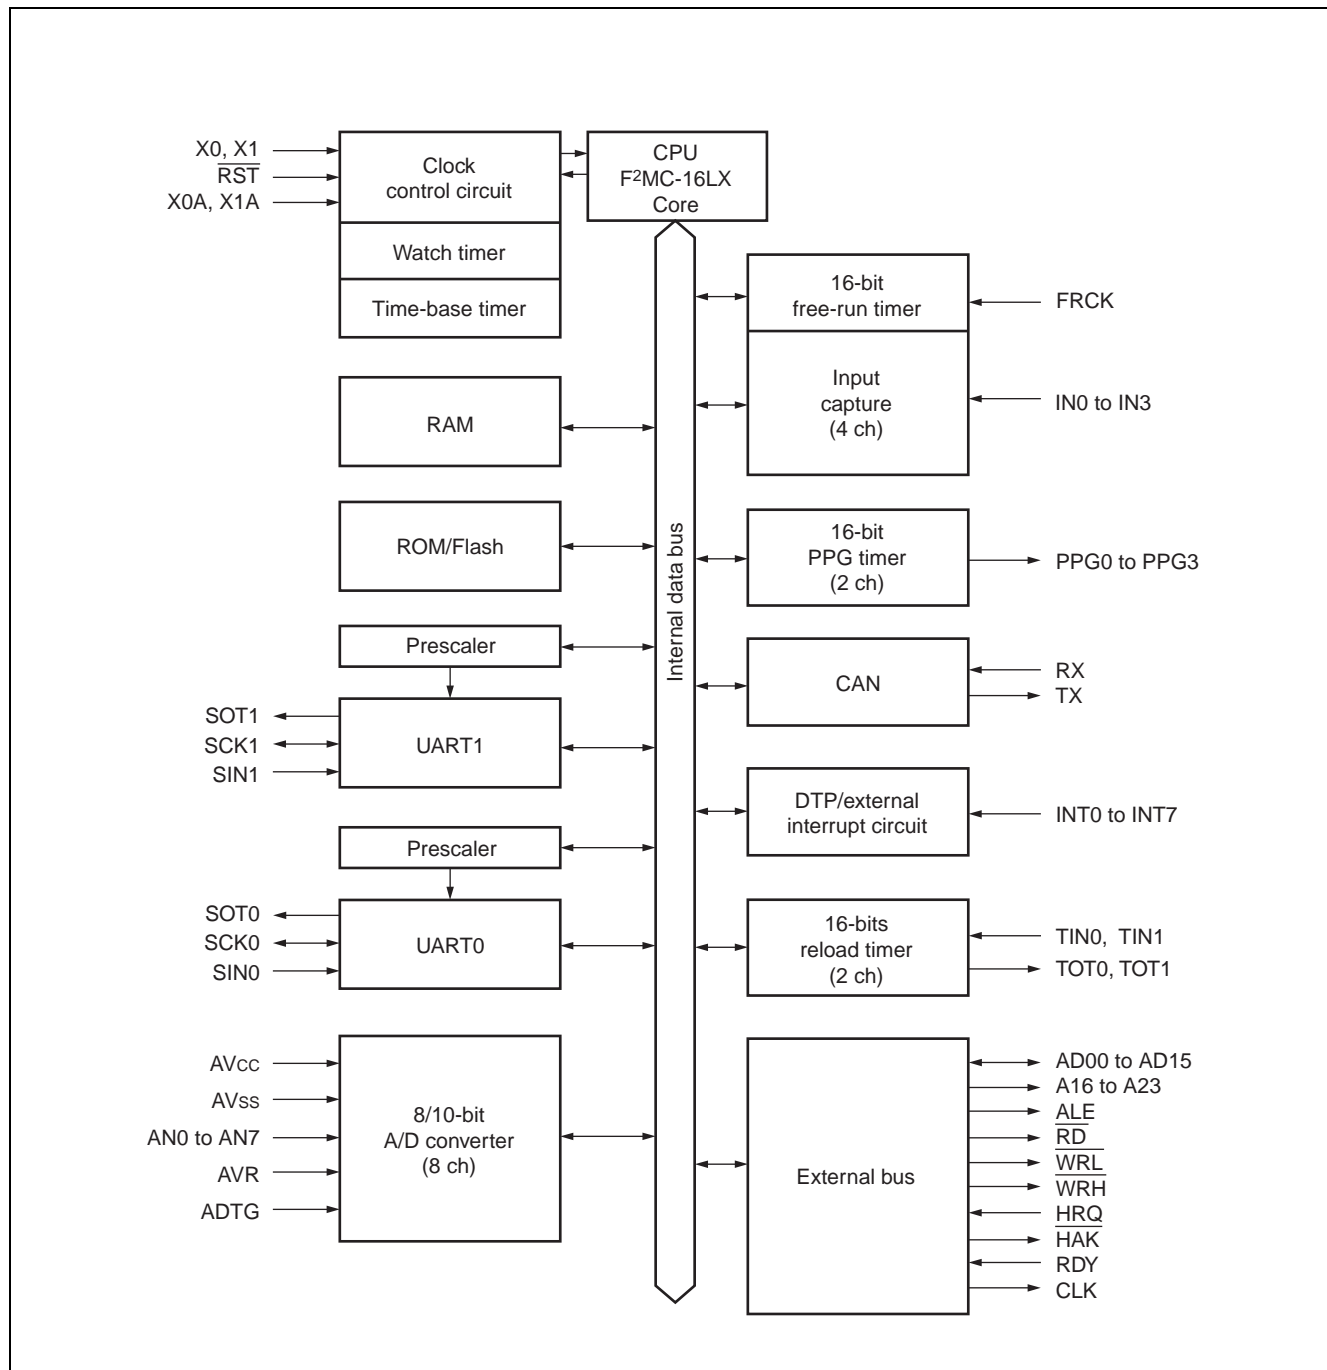 X0, X1
RST
X0A, X1A
Clock
control circuit
Watch timer
Time-base timer
CPU
F²MC-16LX
Core
RAM
ROM/Flash
Prescaler
SOT1
SCK1
SIN1
UART1
Prescaler
SOT0
SCK0
SIN0
UART0
AVCC
AVSS
AN0 to AN7
AVR
ADTG
8/10-bit
A/D converter
(8 ch)
Internal data bus
16-bit
free-run timer
FRCK
Input
capture
(4 ch)
IN0 to IN3
16-bit
PPG timer
(2 ch)
PPG0 to PPG3
CAN
RX
TX
DTP/external
interrupt circuit
INT0 to INT7
16-bits
reload timer
(2 ch)
TIN0, TIN1
TOT0, TOT1
External bus
AD00 to AD15
A16 to A23
ALE
RD
WRL
WRH
HRQ
HAK
RDY
CLK